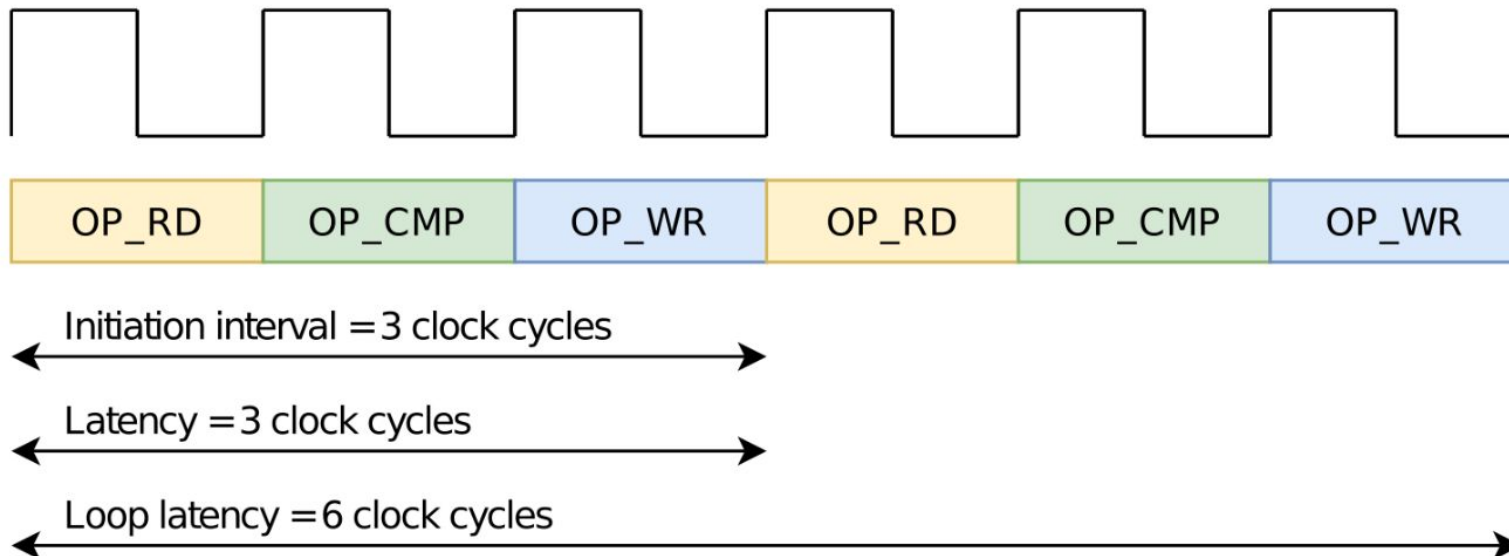 OP_RD OP_CMP OP_WR OP_RD OP_CMP OP_WR
Initiation interval = 3 clock cycles
Latency = 3 clock cycles
Loop latency = 6 clock cycles